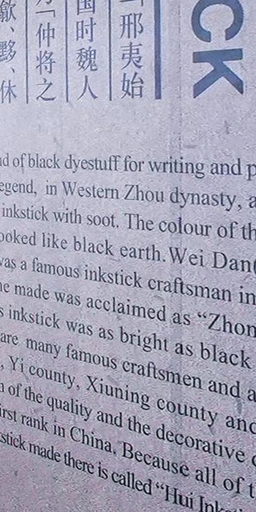 CK
「邢夷始
国时魏人
「仲将之
歙、黟、休
nd of black dyestuff for writing and p
egend, in Western Zhou dynasty, a
inkstick with soot. The colour of th
ooked like black earth. Wei Dan(
was a famous inkstick craftsman in
he made was acclaimed as “Zhon
s inkstick was as bright as black
are many famous craftsmen and a
, Yi county, Xiuning county and
n of the quality and the decorative
irst rank in China, Because all of t
kstick made there is called “Hui Inksti